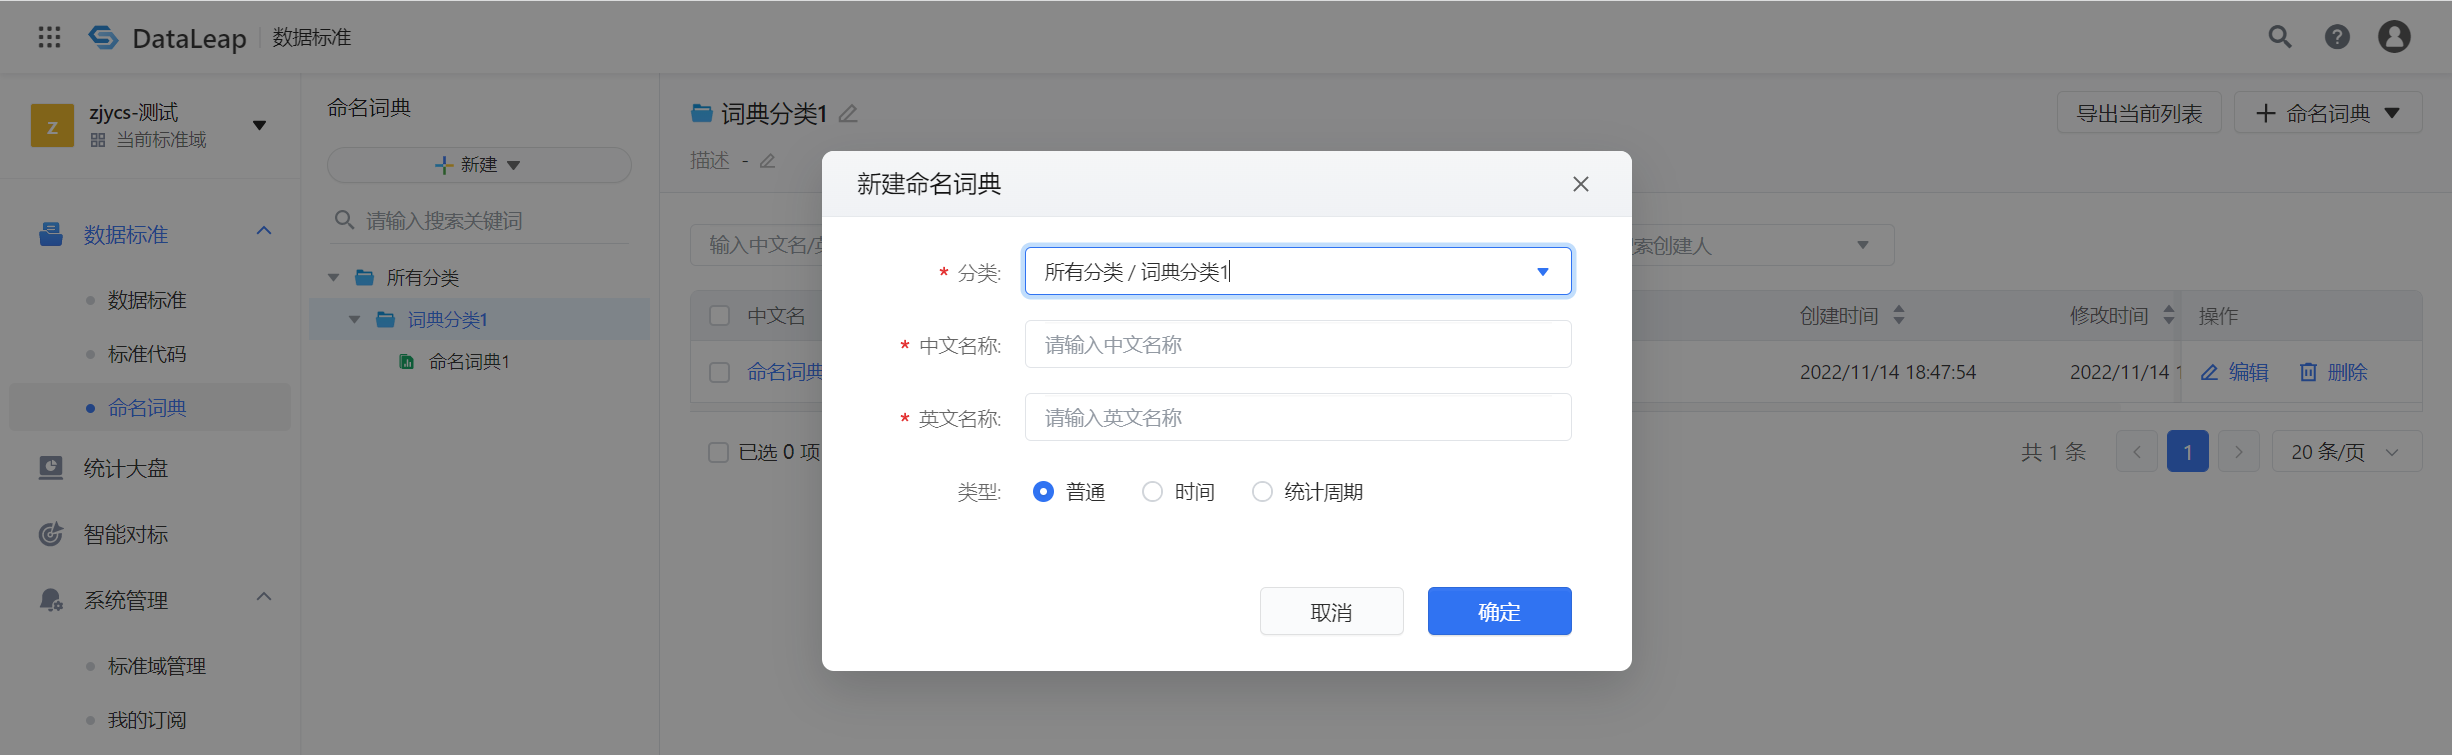 DataLeap 数据标准
z
zjycs-测试
当前标准域
数据标准
数据标准
标准代码
命名词典
统计大盘
智能对标
系统管理
标准域管理
我的订阅
命名词典
新建
请输入搜索关键词
所有分类
词典分类1
命名词典1
词典分类1
描述 -
导出当前列表
命名词典
输入中文名/
索创建人
中文名
创建时间
修改时间
操作
命名词典
2022/11/14 18:47:54
2022/11/14 1
编辑
删除
已选 0 项
共 1 条
1
20 条/页
新建命名词典
* 分类:
所有分类 / 词典分类1
* 中文名称:
请输入中文名称
* 英文名称:
请输入英文名称
类型:
普通
时间
统计周期
取消
确定